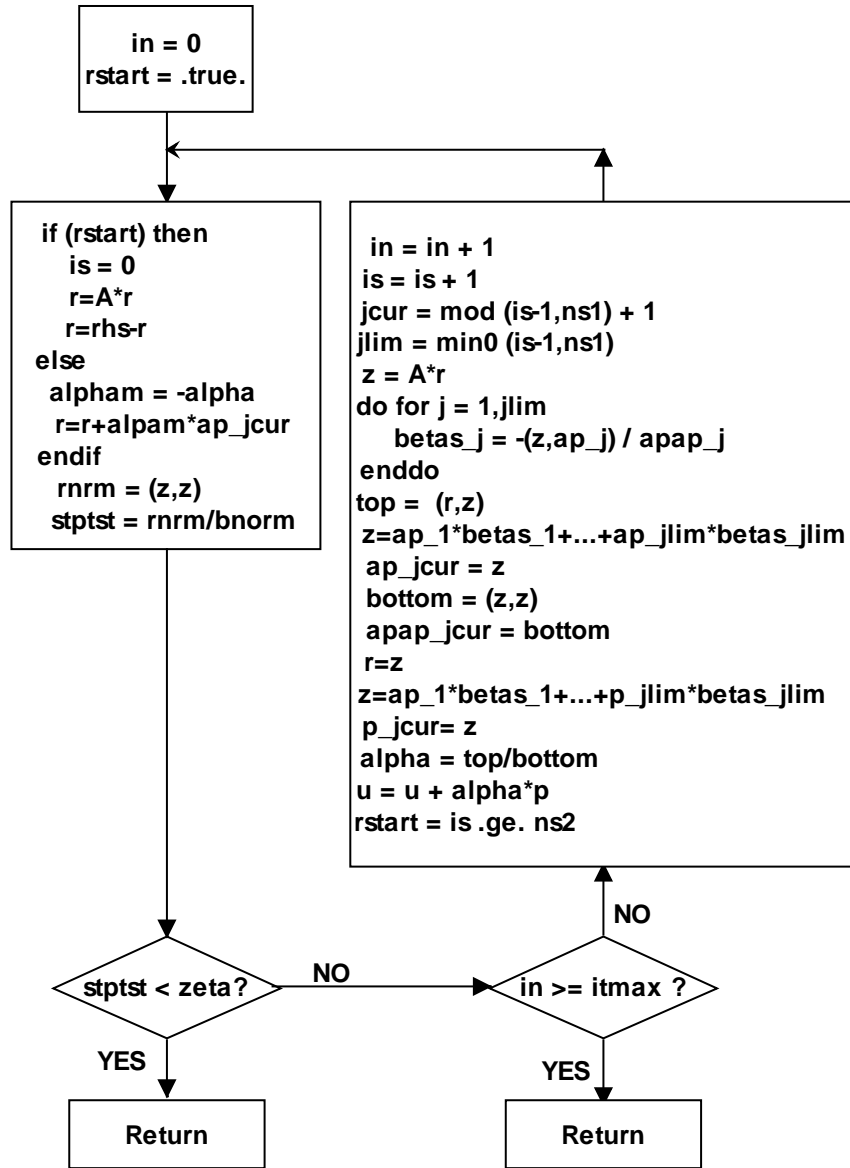 in = 0
rstart = .true.
if (rstart) then
is = 0
r=A*r
r=rhs-r
else
alpham = -alpha
r=r+alpam*ap_jcur
endif
rnrm = (z,z)
stptst = rnrm/bnorm
in = in + 1
is = is + 1
jcur = mod (is-1,ns1) + 1
jlim = min0 (is-1,ns1)
z = A*r
do for j = 1,jlim
betas_j = -(z,ap_j) / apap_j
enddo
top =  (r,z)
z=ap_1*betas_1+...+ap_jlim*betas_jlim
ap_jcur = z
bottom = (z,z)
apap_jcur = bottom
r=z
z=ap_1*betas_1+...+p_jlim*betas_jlim
p_jcur= z
alpha = top/bottom
u = u + alpha*p
rstart = is .ge. ns2
NO
stptst < zeta?
NO
in >= itmax ?
YES
YES
Return
Return